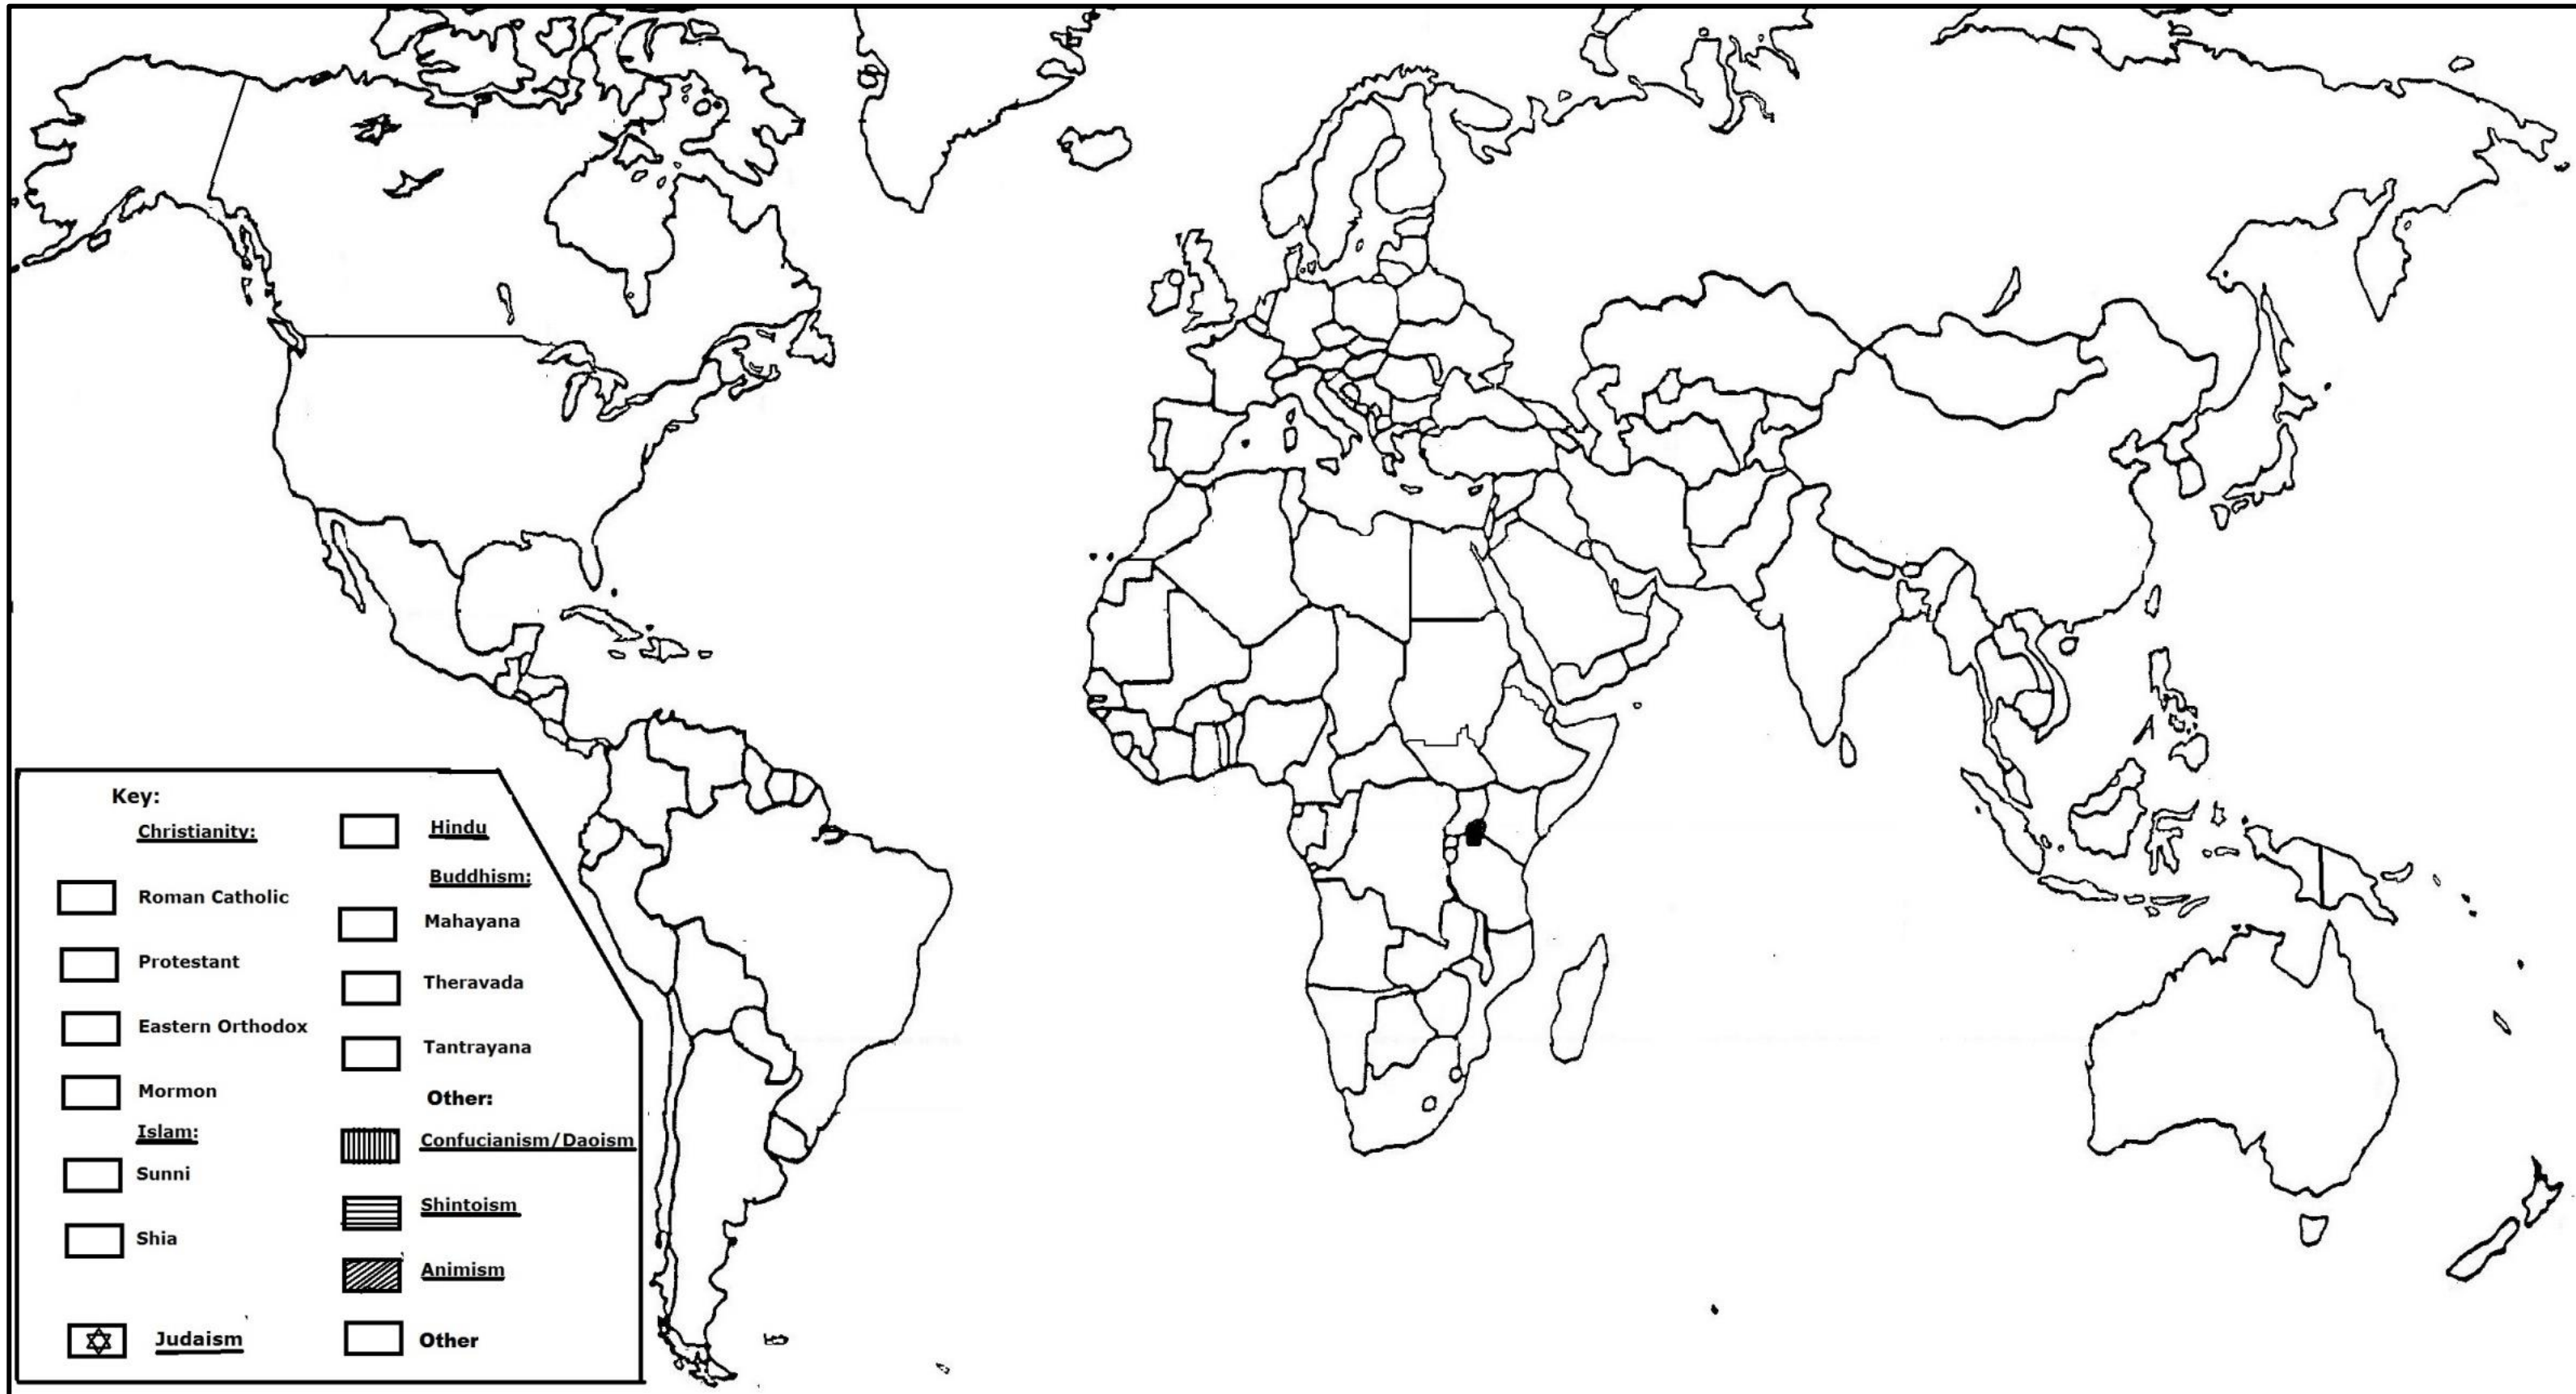 Key:
Christianity:
Roman Catholic
Protestant
Eastern Orthodox
Mormon
Islam:
Sunni
Shia
Judaism
Hindu
Buddhism:
Mahayana
Theravada
Tantrayana
Other:
Confucianism/Daoism
Shintoism
Animism
Other